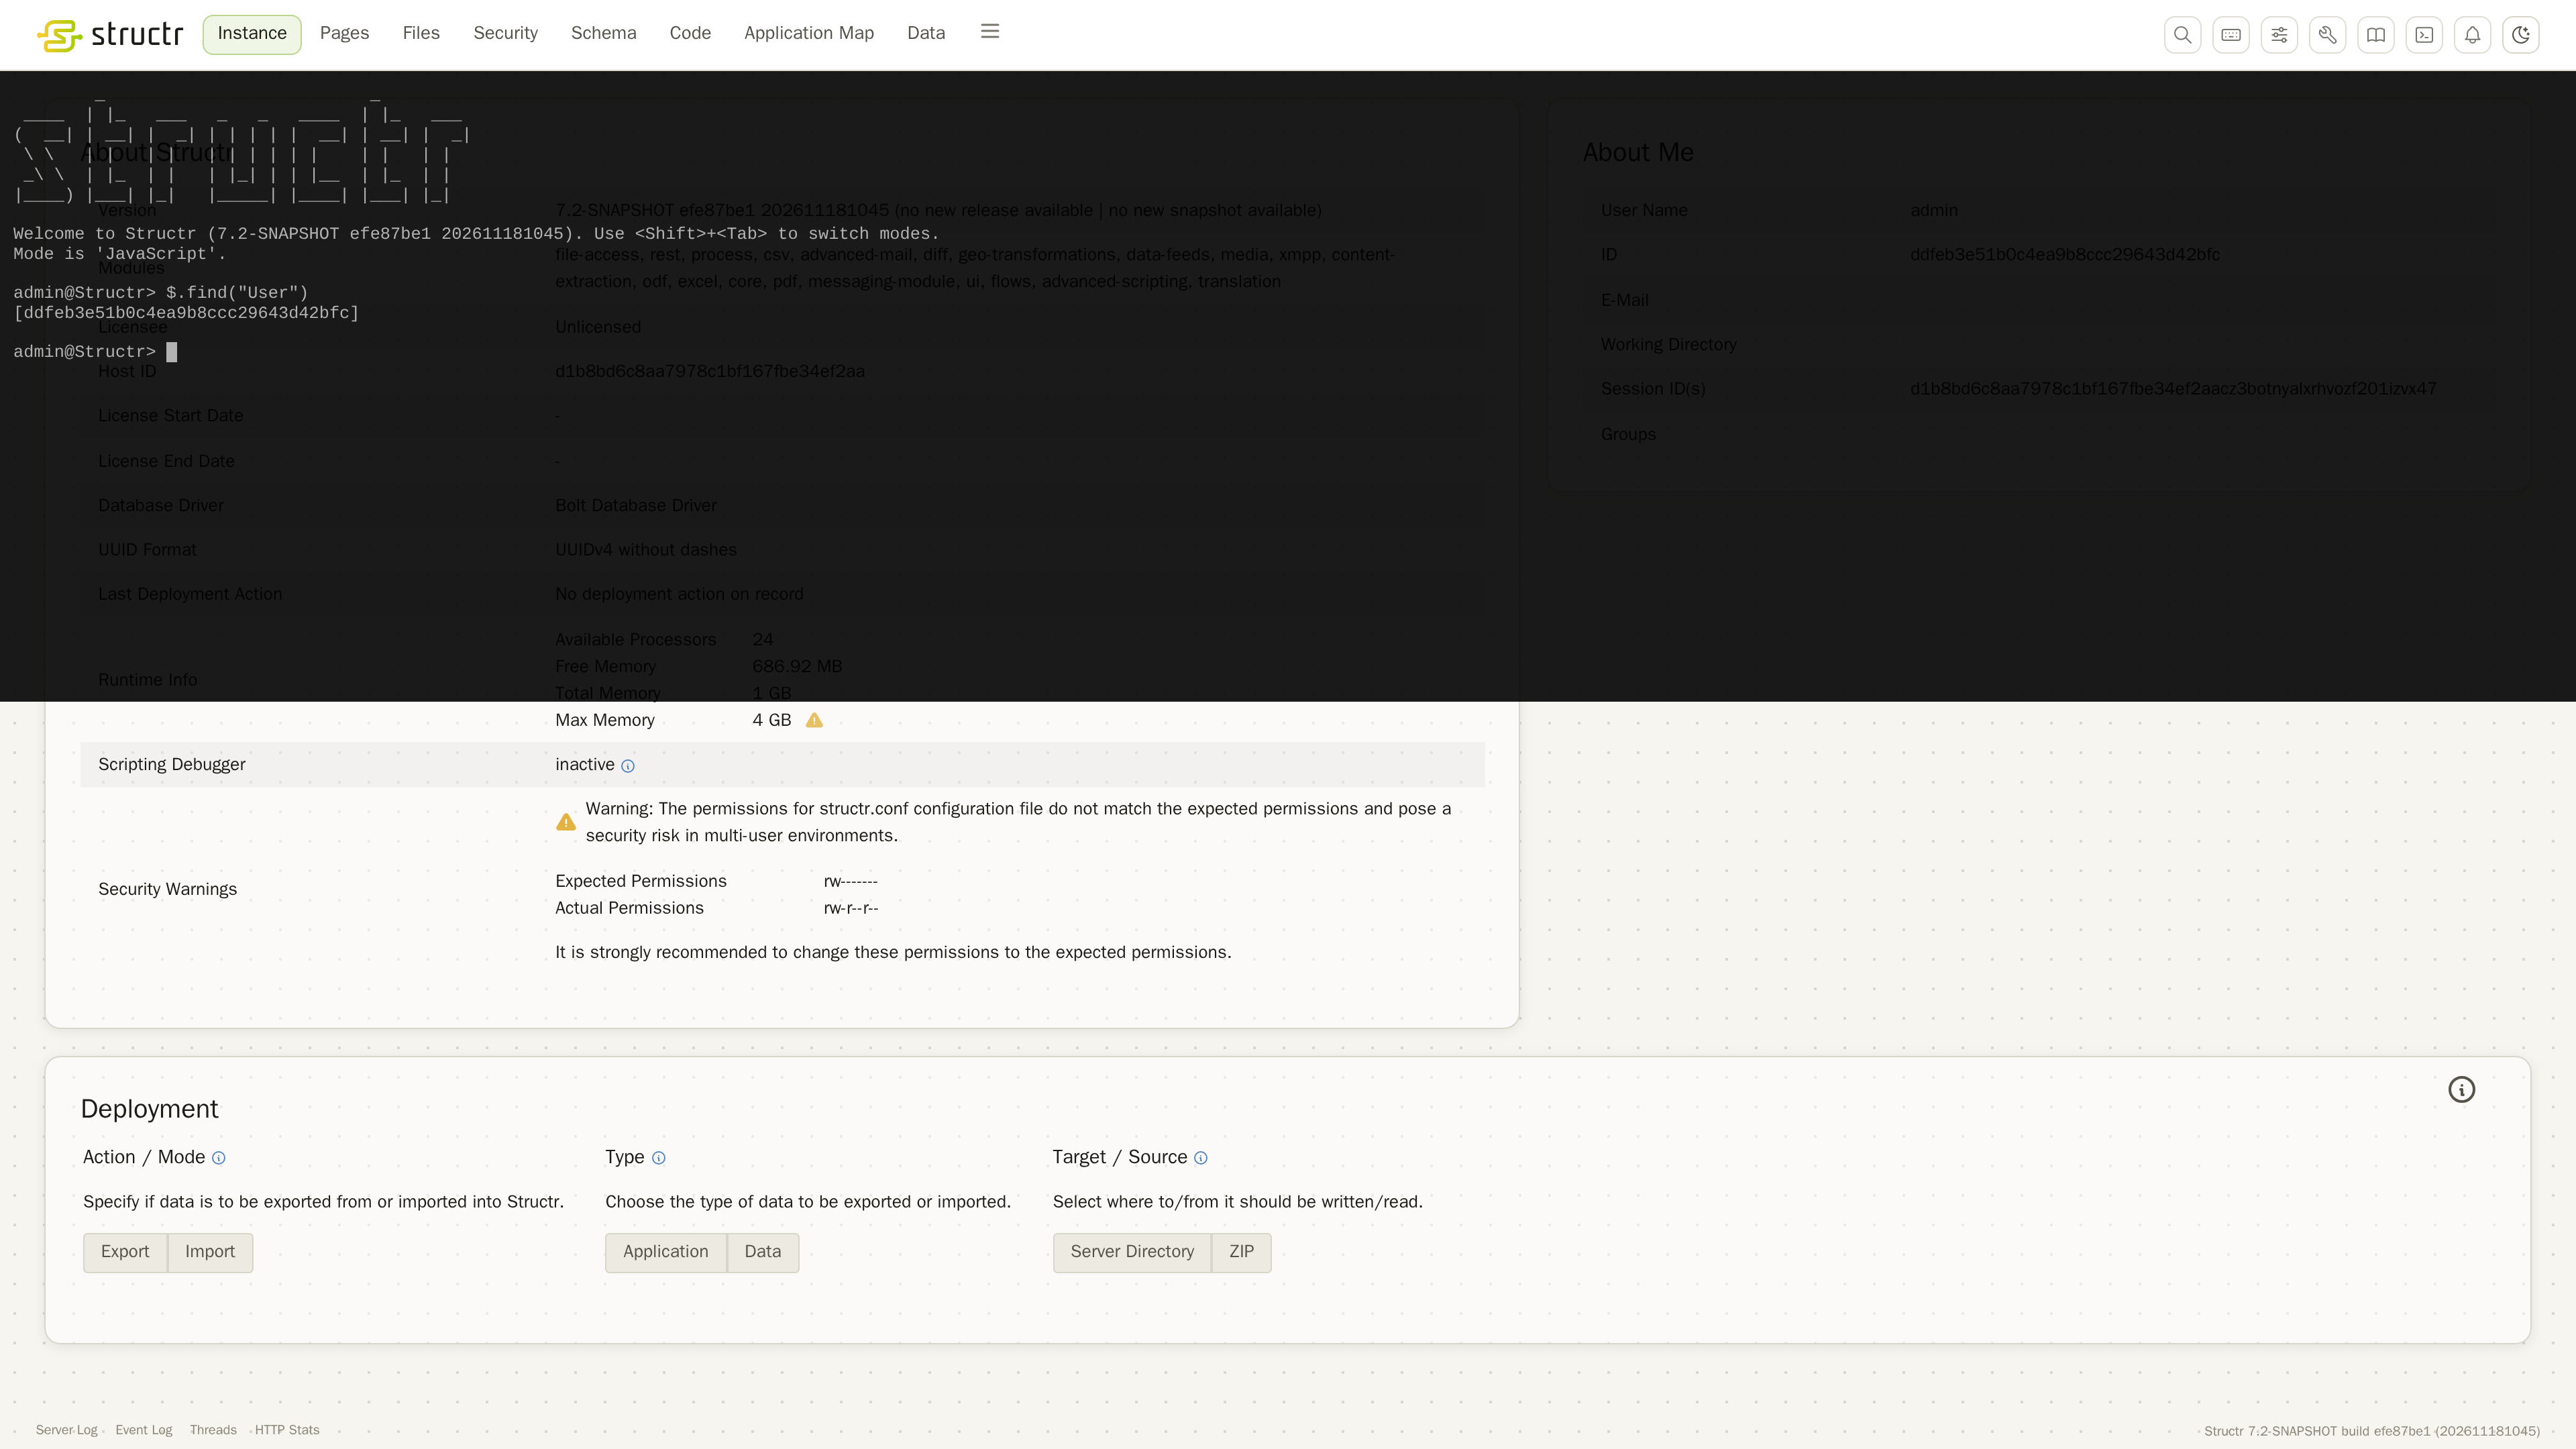 structr
Instance
Pages
Files
Security
Schema
Code
Application Map
Data
Welcome to Structr (7.2-SNAPSHOT efe87be1 202611181045). Use <Shift>+<Tab> to switch modes.
Mode is 'JavaScript'.
admin@Structr> $.find("User")
[ddfeb3e51b0c4ea9b8ccc29643d42bfc]
admin@Structr>
About Structr
Version 7.2-SNAPSHOT efe87be1 202611181045 (no new release available | no new snapshot available)
Modules file-access, rest, process, csv, advanced-mail, diff, geo-transformations, data-feeds, media, xmpp, content-
extraction, odf, excel, core, pdf, messaging-module, ui, flows, advanced-scripting, translation
Licensee Unlicensed
Host ID d1b8bd6c8aa7978c1bf167fbe34ef2aa
License Start Date -
License End Date -
Database Driver Bolt Database Driver
UUID Format UUIDv4 without dashes
Last Deployment Action No deployment action on record
Runtime Info
Available Processors 24
Free Memory 686.92 MB
Total Memory 1 GB
Max Memory 4 GB
Scripting Debugger inactive
Security Warnings
Warning: The permissions for structr.conf configuration file do not match the expected permissions and pose a
security risk in multi-user environments.
Expected Permissions rw-------
Actual Permissions rw-r--r--
It is strongly recommended to change these permissions to the expected permissions.
About Me
User Name admin
ID ddfeb3e51b0c4ea9b8ccc29643d42bfc
E-Mail
Working Directory
Session ID(s) d1b8bd6c8aa7978c1bf167fbe34ef2aacz3botnyalxrhvozf201izvx47
Groups
Deployment
Action / Mode
Specify if data is to be exported from or imported into Structr.
Export Import
Type
Choose the type of data to be exported or imported.
Application Data
Target / Source
Select where to/from it should be written/read.
Server Directory ZIP
Server Log Event Log Threads HTTP Stats
Structr 7.2-SNAPSHOT build efe87be1 (202611181045)